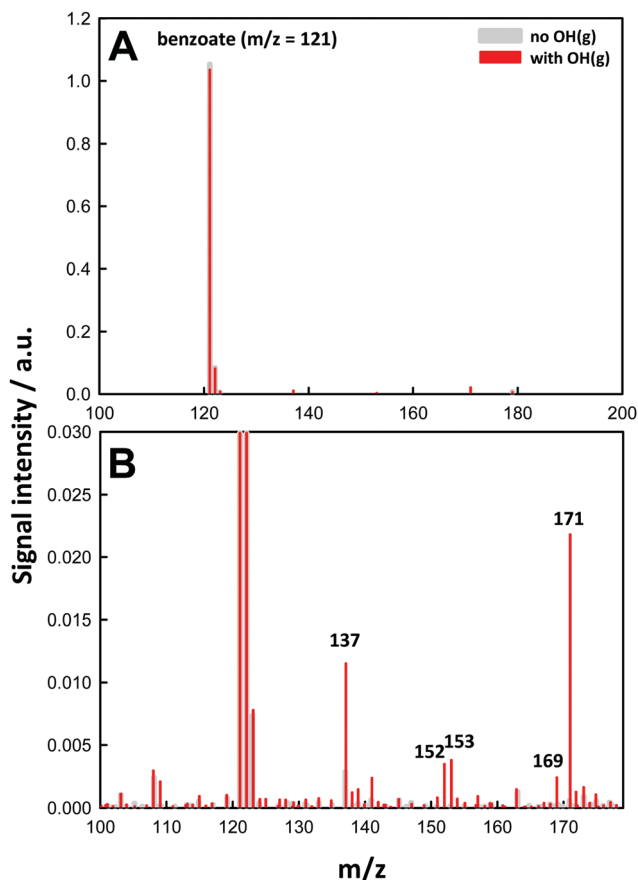 A
benzoate (m/z = 121)
no OH(g)
with OH(g)
1.2
1.0
0.8
0.6
0.4
0.2
0.0
100 120 140 160 180 200
Signal intensity / a.u.
B
0.030
0.025
0.020
0.015
0.010
0.005
0.000
137
152
153
169
171
100 110 120 130 140 150 160 170
m/z